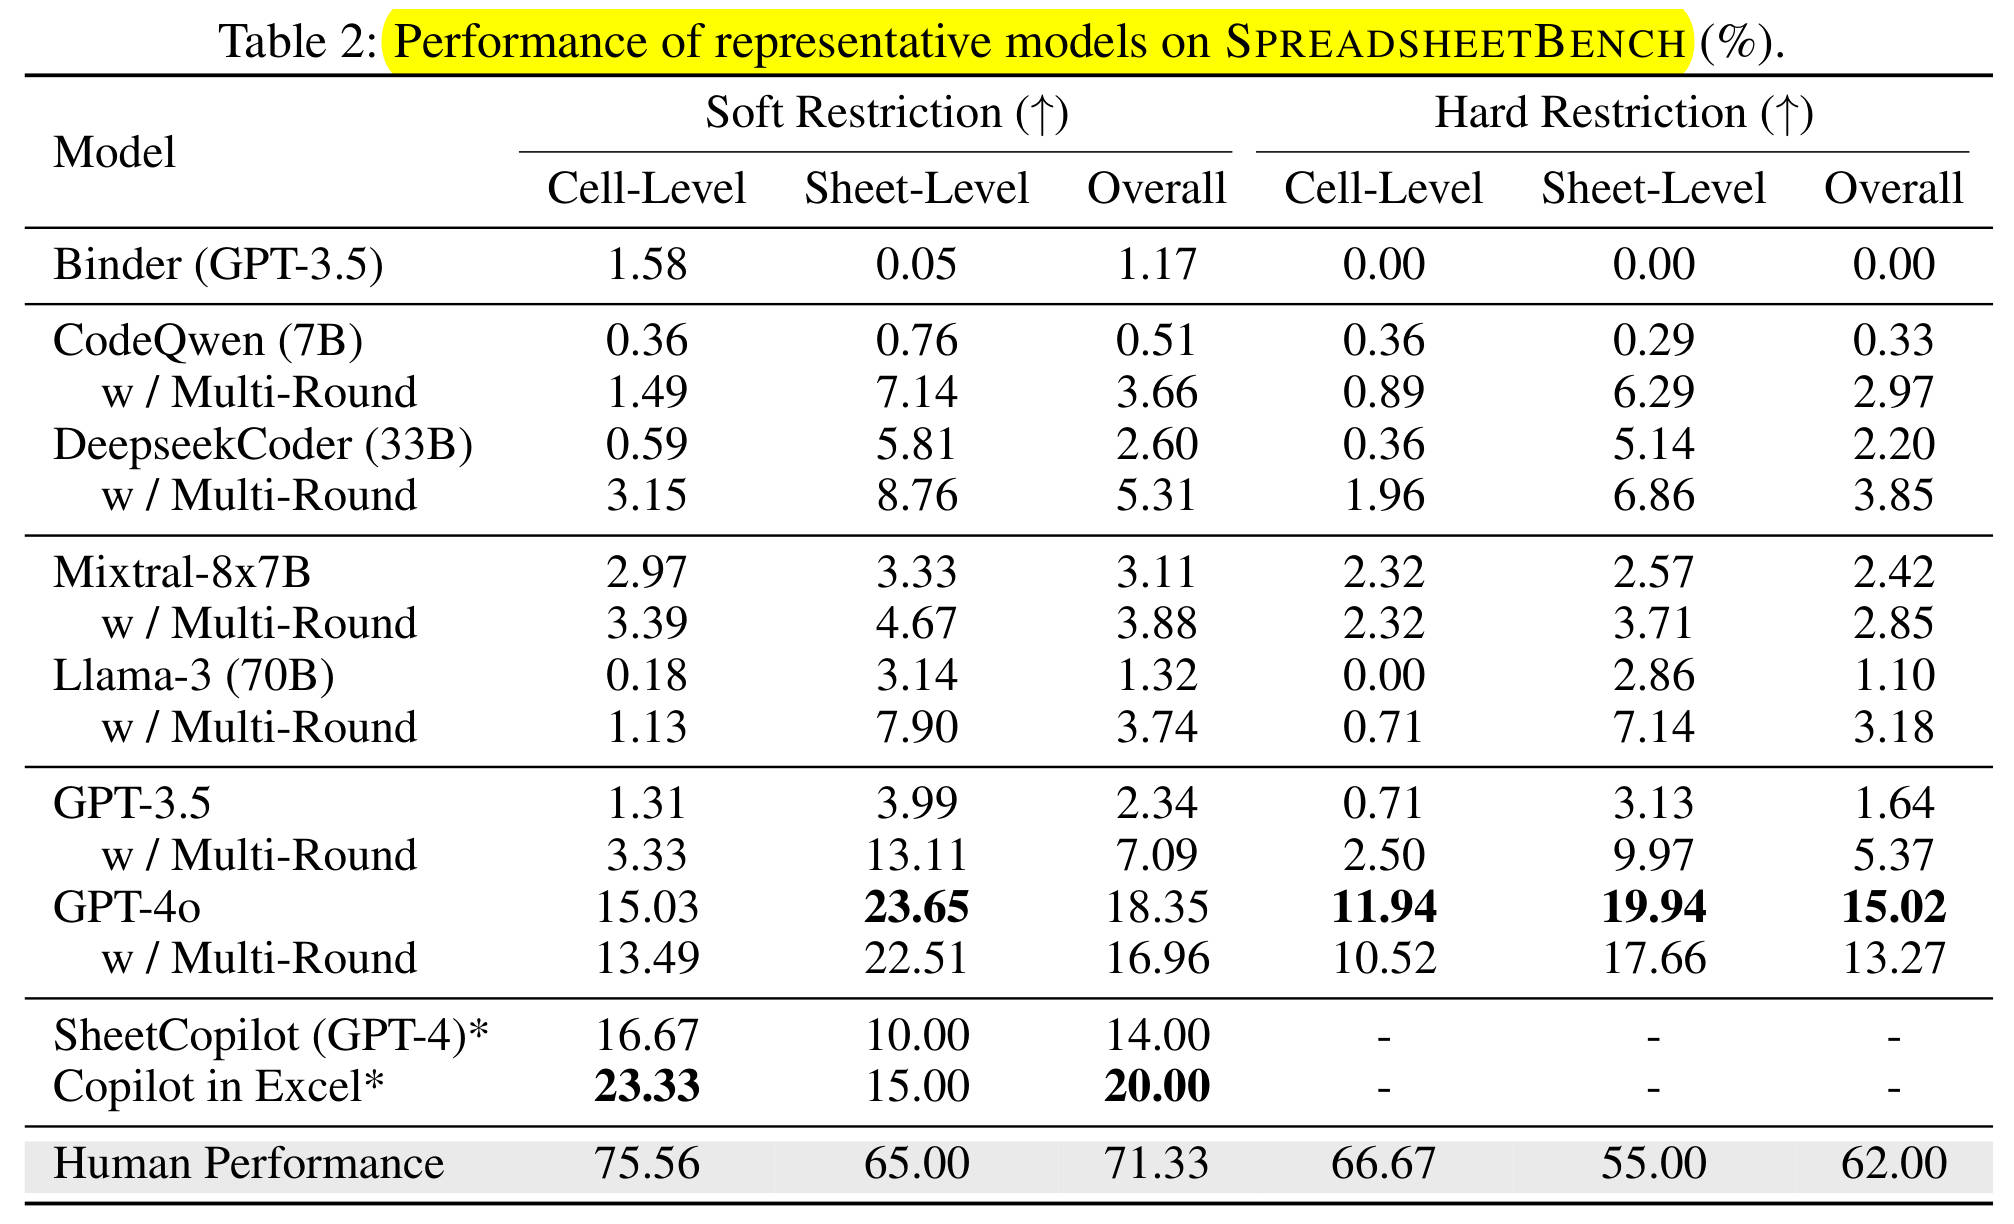 Table 2: Performance of representative models on SPREADSHEETBENCH (%).
Soft Restriction (↑) Hard Restriction (↑)
Model
Cell-Level Sheet-Level Overall Cell-Level Sheet-Level Overall
Binder (GPT-3.5) 1.58 0.05 1.17 0.00 0.00 0.00
CodeQwen (7B) 0.36 0.76 0.51 0.36 0.29 0.33
w / Multi-Round 1.49 7.14 3.66 0.89 6.29 2.97
DeepseekCoder (33B) 0.59 5.81 2.60 0.36 5.14 2.20
w / Multi-Round 3.15 8.76 5.31 1.96 6.86 3.85
Mixtral-8x7B 2.97 3.33 3.11 2.32 2.57 2.42
w / Multi-Round 3.39 4.67 3.88 2.32 3.71 2.85
Llama-3 (70B) 0.18 3.14 1.32 0.00 2.86 1.10
w / Multi-Round 1.13 7.90 3.74 0.71 7.14 3.18
GPT-3.5 1.31 3.99 2.34 0.71 3.13 1.64
w / Multi-Round 3.33 13.11 7.09 2.50 9.97 5.37
GPT-4o 15.03 23.65 18.35 11.94 19.94 15.02
w / Multi-Round 13.49 22.51 16.96 10.52 17.66 13.27
SheetCopilot (GPT-4)* 16.67 10.00 14.00 - - -
Copilot in Excel* 23.33 15.00 20.00 - - -
Human Performance 75.56 65.00 71.33 66.67 55.00 62.00